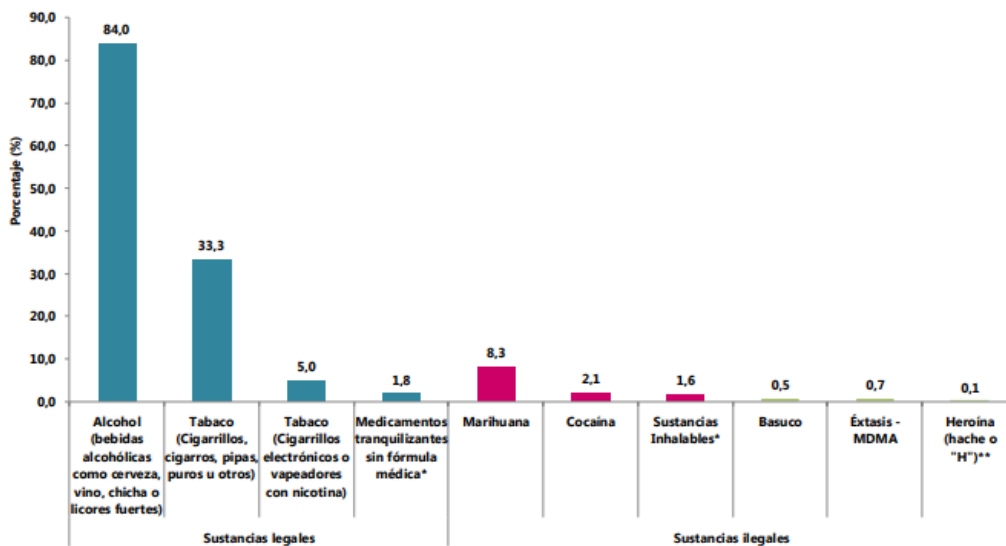 Porcentaje (%)
90,0
80,0
70,0
60,0
50,0
40,0
30,0
20,0
10,0
0,0
84,0
33,3
5,0
1,8
8,3
2,1
1,6
0,5
0,7
0,1
Alcohol
(bebidas
alcohólicas
como cerveza,
vino, chicha o
licores fuertes)
Tabaco
(Cigarrillos,
cigarros, pipas,
puros u otros)
Tabaco
(Cigarrillos
electrónicos o
vapeadores
con nicotina)
Medicamentos
tranquilizantes
sin fórmula
médica*
Marihuana
Cocaína
Sustancias
Inhalables*
Basuco
Éxtasis -
MDMA
Heroína
(hache o
"H")**
Sustancias legales
Sustancias ilegales